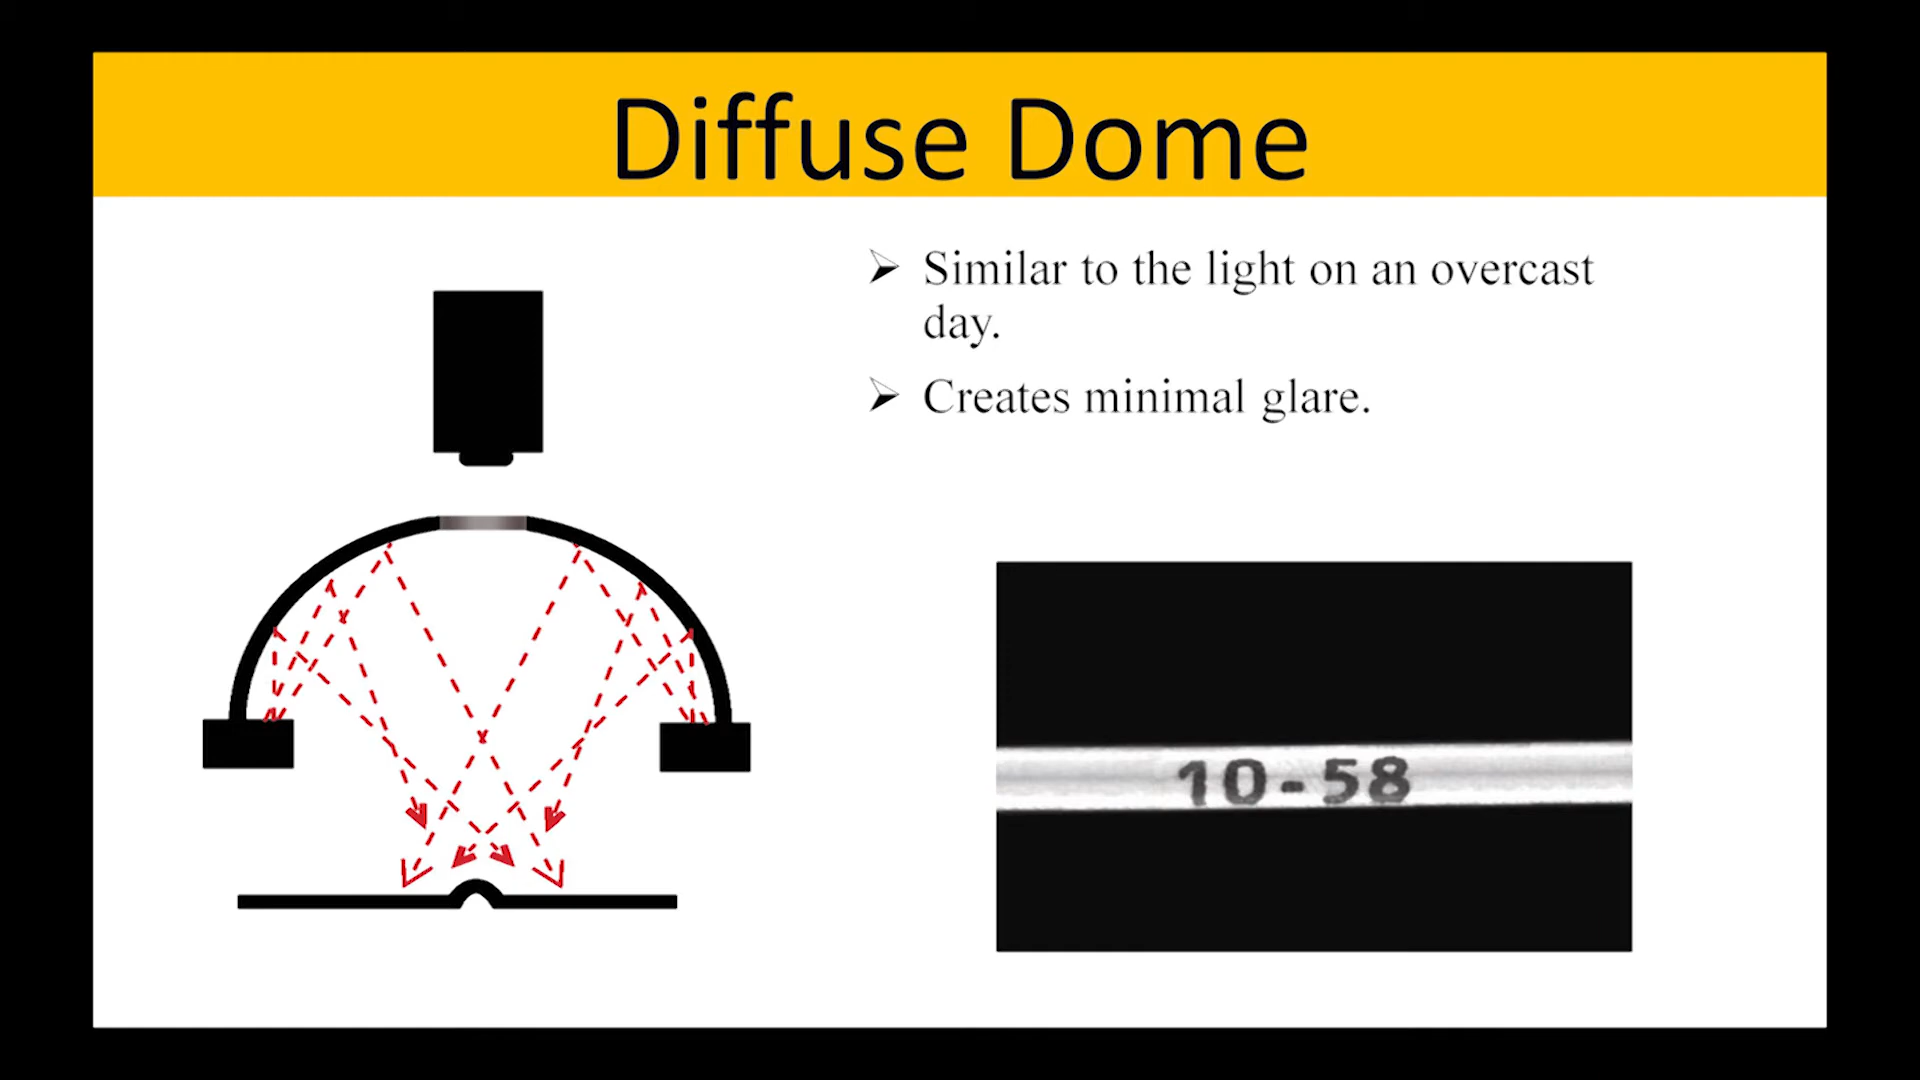 Diffuse Dome
Similar to the light on an overcast
day.
Creates minimal glare.
10-58